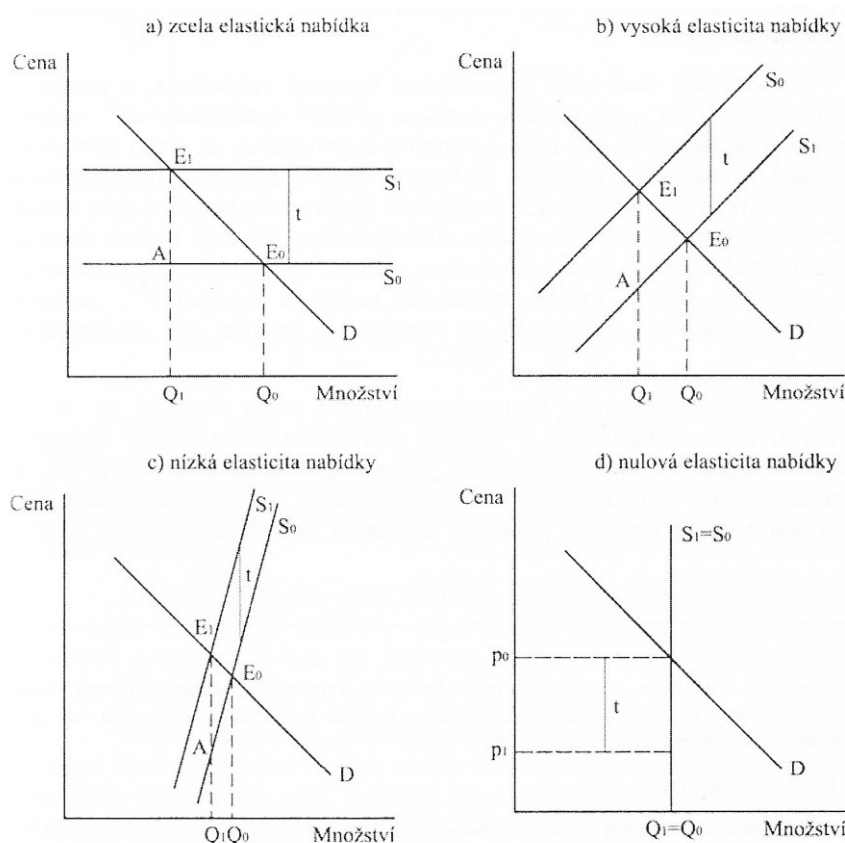 a) zcela elastická nabídka
Cena
E1
S1
t
A
E0
S0
D
Q1
Q0
Množství
b) vysoká elasticita nabídky
Cena
S0
t
S1
E1
E0
A
D
Q1
Q0
Množství
c) nízká elasticita nabídky
Cena
S1
S0
t
E1
E0
A
D
Q1Q0
Množství
d) nulová elasticita nabídky
Cena
S1=S0
p0
t
p1
D
Q1=Q0
Množství